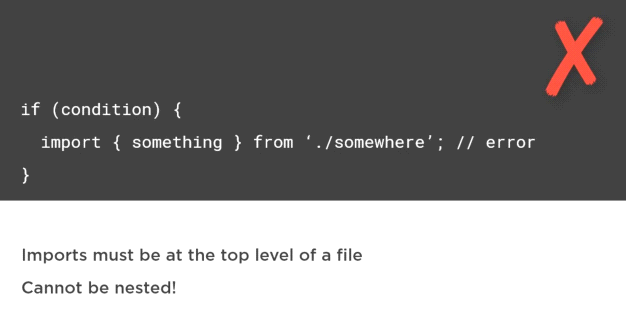 if (condition) {
import { something } from ‘./somewhere’; // error
}
Imports must be at the top level of a file
Cannot be nested!